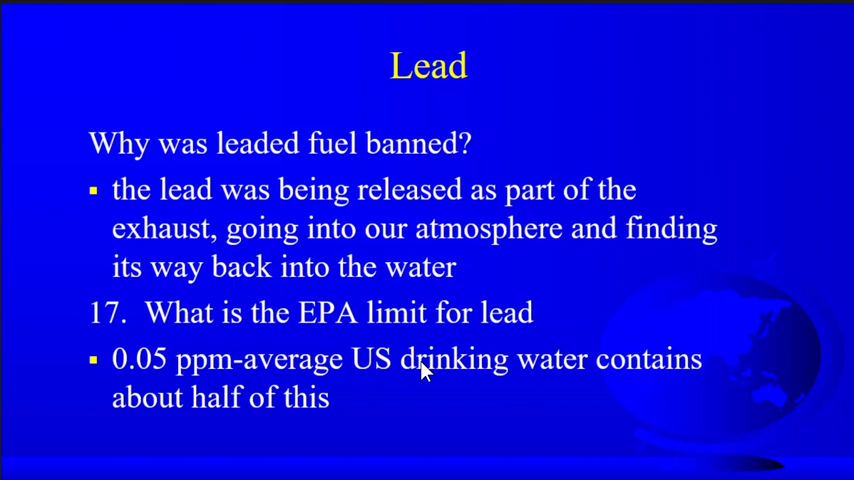 Lead
Why was leaded fuel banned?
the lead was being released as part of the
exhaust, going into our atmosphere and finding
its way back into the water
17. What is the EPA limit for lead
0.05 ppm-average US drinking water contains
about half of this